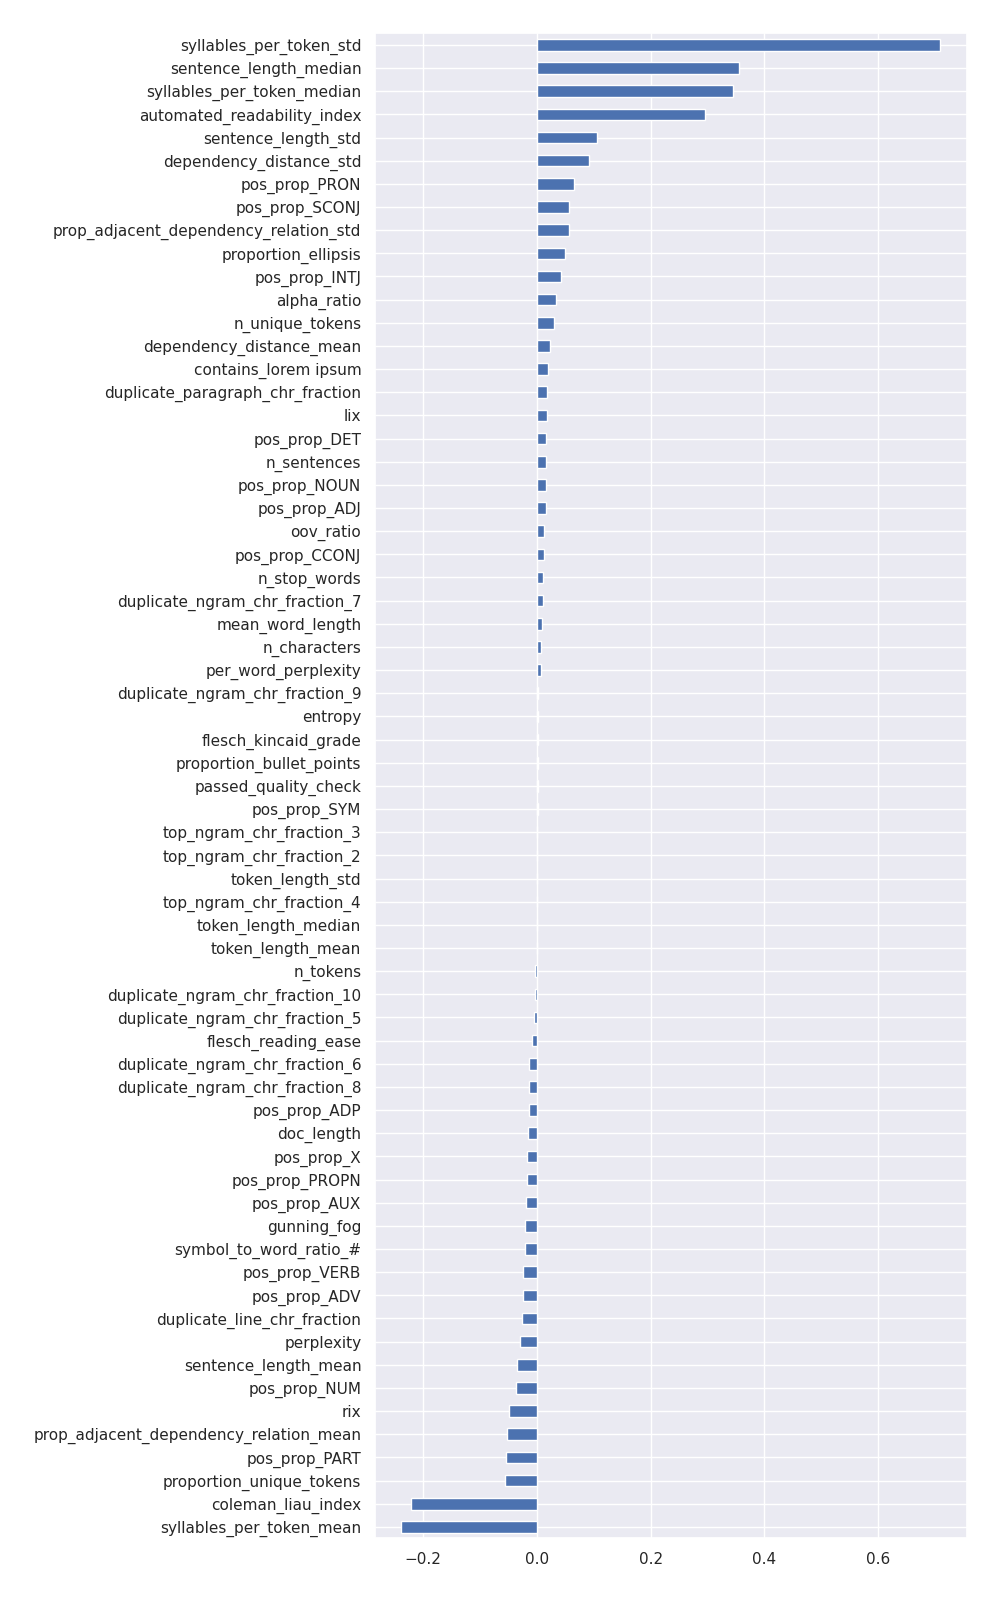 syllables_per_token_std
sentence_length_median
syllables_per_token_median
automated_readability_index
sentence_length_std
dependency_distance_std
pos_prop_PRON
pos_prop_SCONJ
prop_adjacent_dependency_relation_std
proportion_ellipsis
pos_prop_INTJ
alpha_ratio
n_unique_tokens
dependency_distance_mean
contains_lorem ipsum
duplicate_paragraph_chr_fraction
lix
pos_prop_DET
n_sentences
pos_prop_NOUN
pos_prop_ADJ
oov_ratio
pos_prop_CCONJ
n_stop_words
duplicate_ngram_chr_fraction_7
mean_word_length
n_characters
per_word_perplexity
duplicate_ngram_chr_fraction_9
entropy
flesch_kincaid_grade
proportion_bullet_points
passed_quality_check
pos_prop_SYM
top_ngram_chr_fraction_3
top_ngram_chr_fraction_2
token_length_std
top_ngram_chr_fraction_4
token_length_median
token_length_mean
n_tokens
duplicate_ngram_chr_fraction_10
duplicate_ngram_chr_fraction_5
flesch_reading_ease
duplicate_ngram_chr_fraction_6
duplicate_ngram_chr_fraction_8
pos_prop_ADP
doc_length
pos_prop_X
pos_prop_PROPN
pos_prop_AUX
gunning_fog
symbol_to_word_ratio_#
pos_prop_VERB
pos_prop_ADV
duplicate_line_chr_fraction
perplexity
sentence_length_mean
pos_prop_NUM
rix
prop_adjacent_dependency_relation_mean
pos_prop_PART
proportion_unique_tokens
coleman_liau_index
syllables_per_token_mean
−0.2 0.0 0.2 0.4 0.6